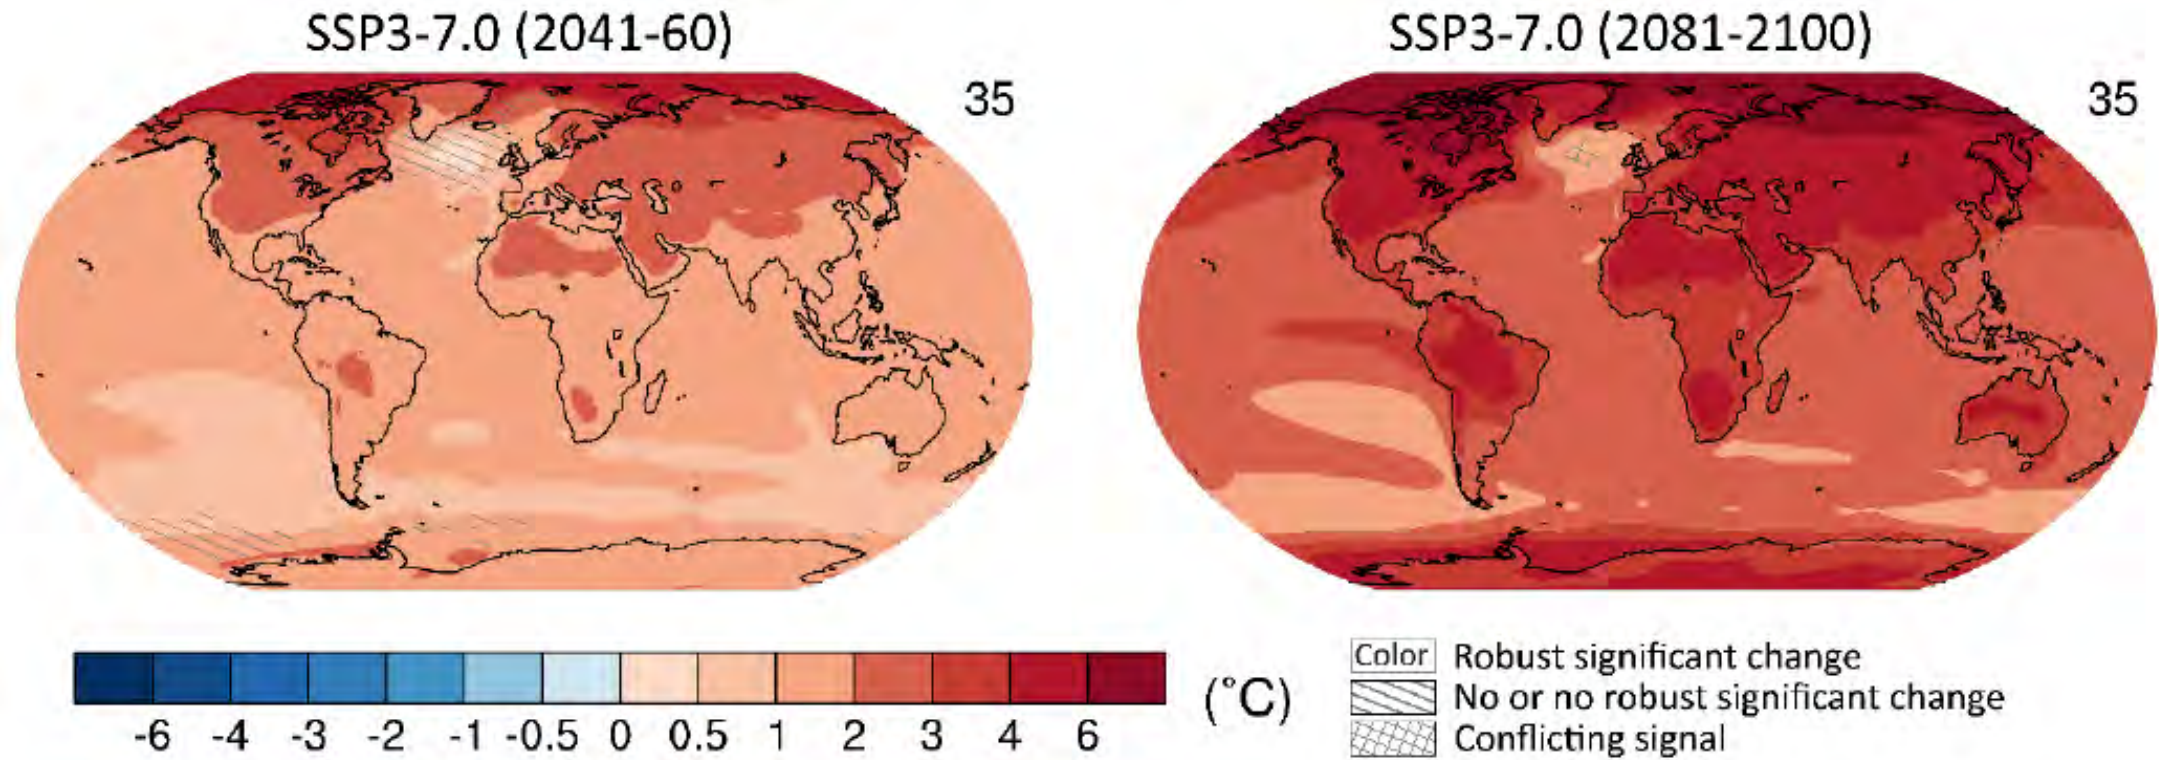 SSP3-7.0 (2041-60)
35
SSP3-7.0 (2081-2100)
35
-6 -4 -3 -2 -1 -0.5 0 0.5 1 2 3 4 6
(°C)
Color Robust significant change
No or no robust significant change
Conflicting signal